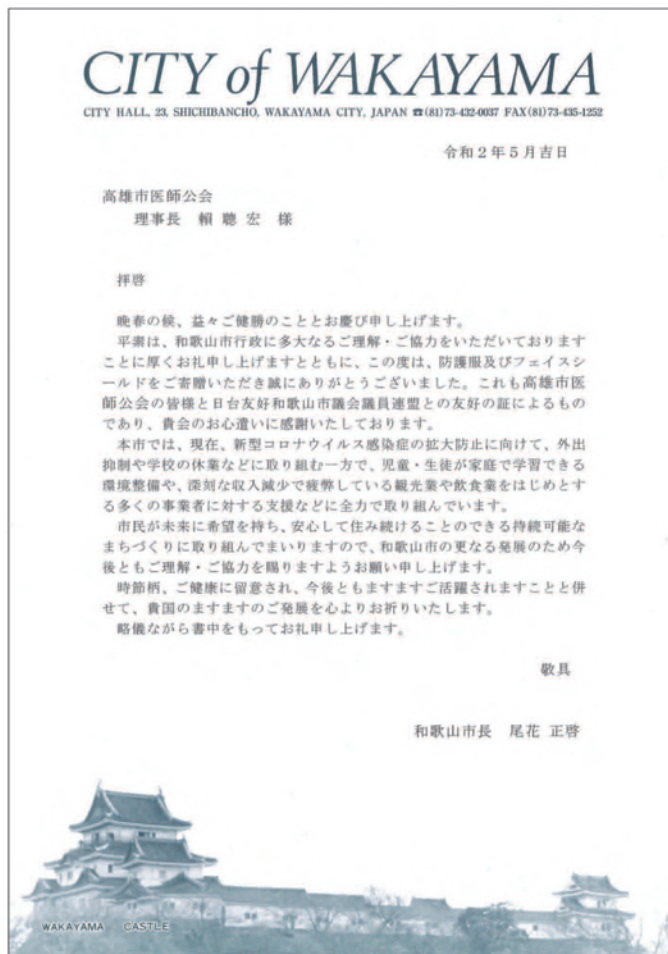 CITY of WAKAYAMA
CITY HALL, 23, SHICHIBANCHO, WAKAYAMA CITY, JAPAN ☎(81)73-432-0037 FAX(81)73-435-1252
令和2年5月吉日
高雄市医師公会
理事長 賴 聰 宏 様
拝啓
晩春の候、益々ご健勝のこととお慶び申し上げます。
平素は、和歌山市行政に多大なるご理解・ご協力をいただいております
ことに厚くお礼申し上げますとともに、この度は、防護服及びフェイスシ
ールドをご寄贈いただき誠にありがとうございました。これも高雄市医
師公会の皆様と日台友好和歌山市議会議員連盟との友好の証によるもの
であり、貴会のお心遣いに感謝いたしております。
本市では、現在、新型コロナウイルス感染症の拡大防止に向けて、外出
抑制や学校の休業などに取り組む一方で、児童・生徒が家庭で学習できる
環境整備や、深刻な収入減少で疲弊している観光業や飲食業をはじめとす
る多くの事業者に対する支援などに全力で取り組んでいます。
市民が未来に希望を持ち、安心して住み続けることのできる持続可能な
まちづくりに取り組んでまいりますので、和歌山市の更なる発展のため今
後ともご理解・ご協力を賜りますようお願い申し上げます。
時節柄、ご健康に留意され、今後ともますますご活躍されますことと併
せて、貴国のますますのご発展を心よりお祈りいたします。
略儀ながら書中をもってお礼申し上げます。
敬具
和歌山市長 尾花 正啓
WAKAYAMA CASTLE